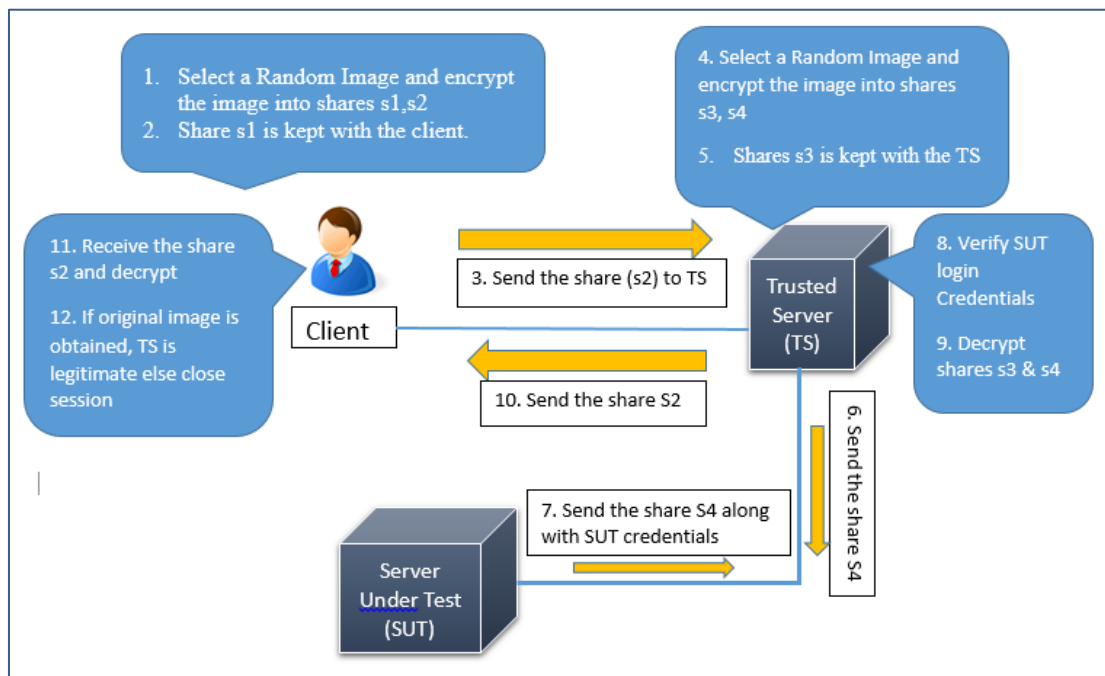 1. Select a Random Image and encrypt
the image into shares s1,s2
2. Share s1 is kept with the client.
4. Select a Random Image and
encrypt the image into shares
s3, s4
5. Shares s3 is kept with the TS
11. Receive the share
s2 and decrypt
12. If original image is
obtained, TS is
legitimate else close
session
Client
3. Send the share (s2) to TS
Trusted
Server
(TS)
8. Verify SUT
login
Credentials
9. Decrypt
shares s3 & s4
10. Send the share S2
6. Send the share S4
7. Send the share S4 along
with SUT credentials
Server
Under Test
(SUT)